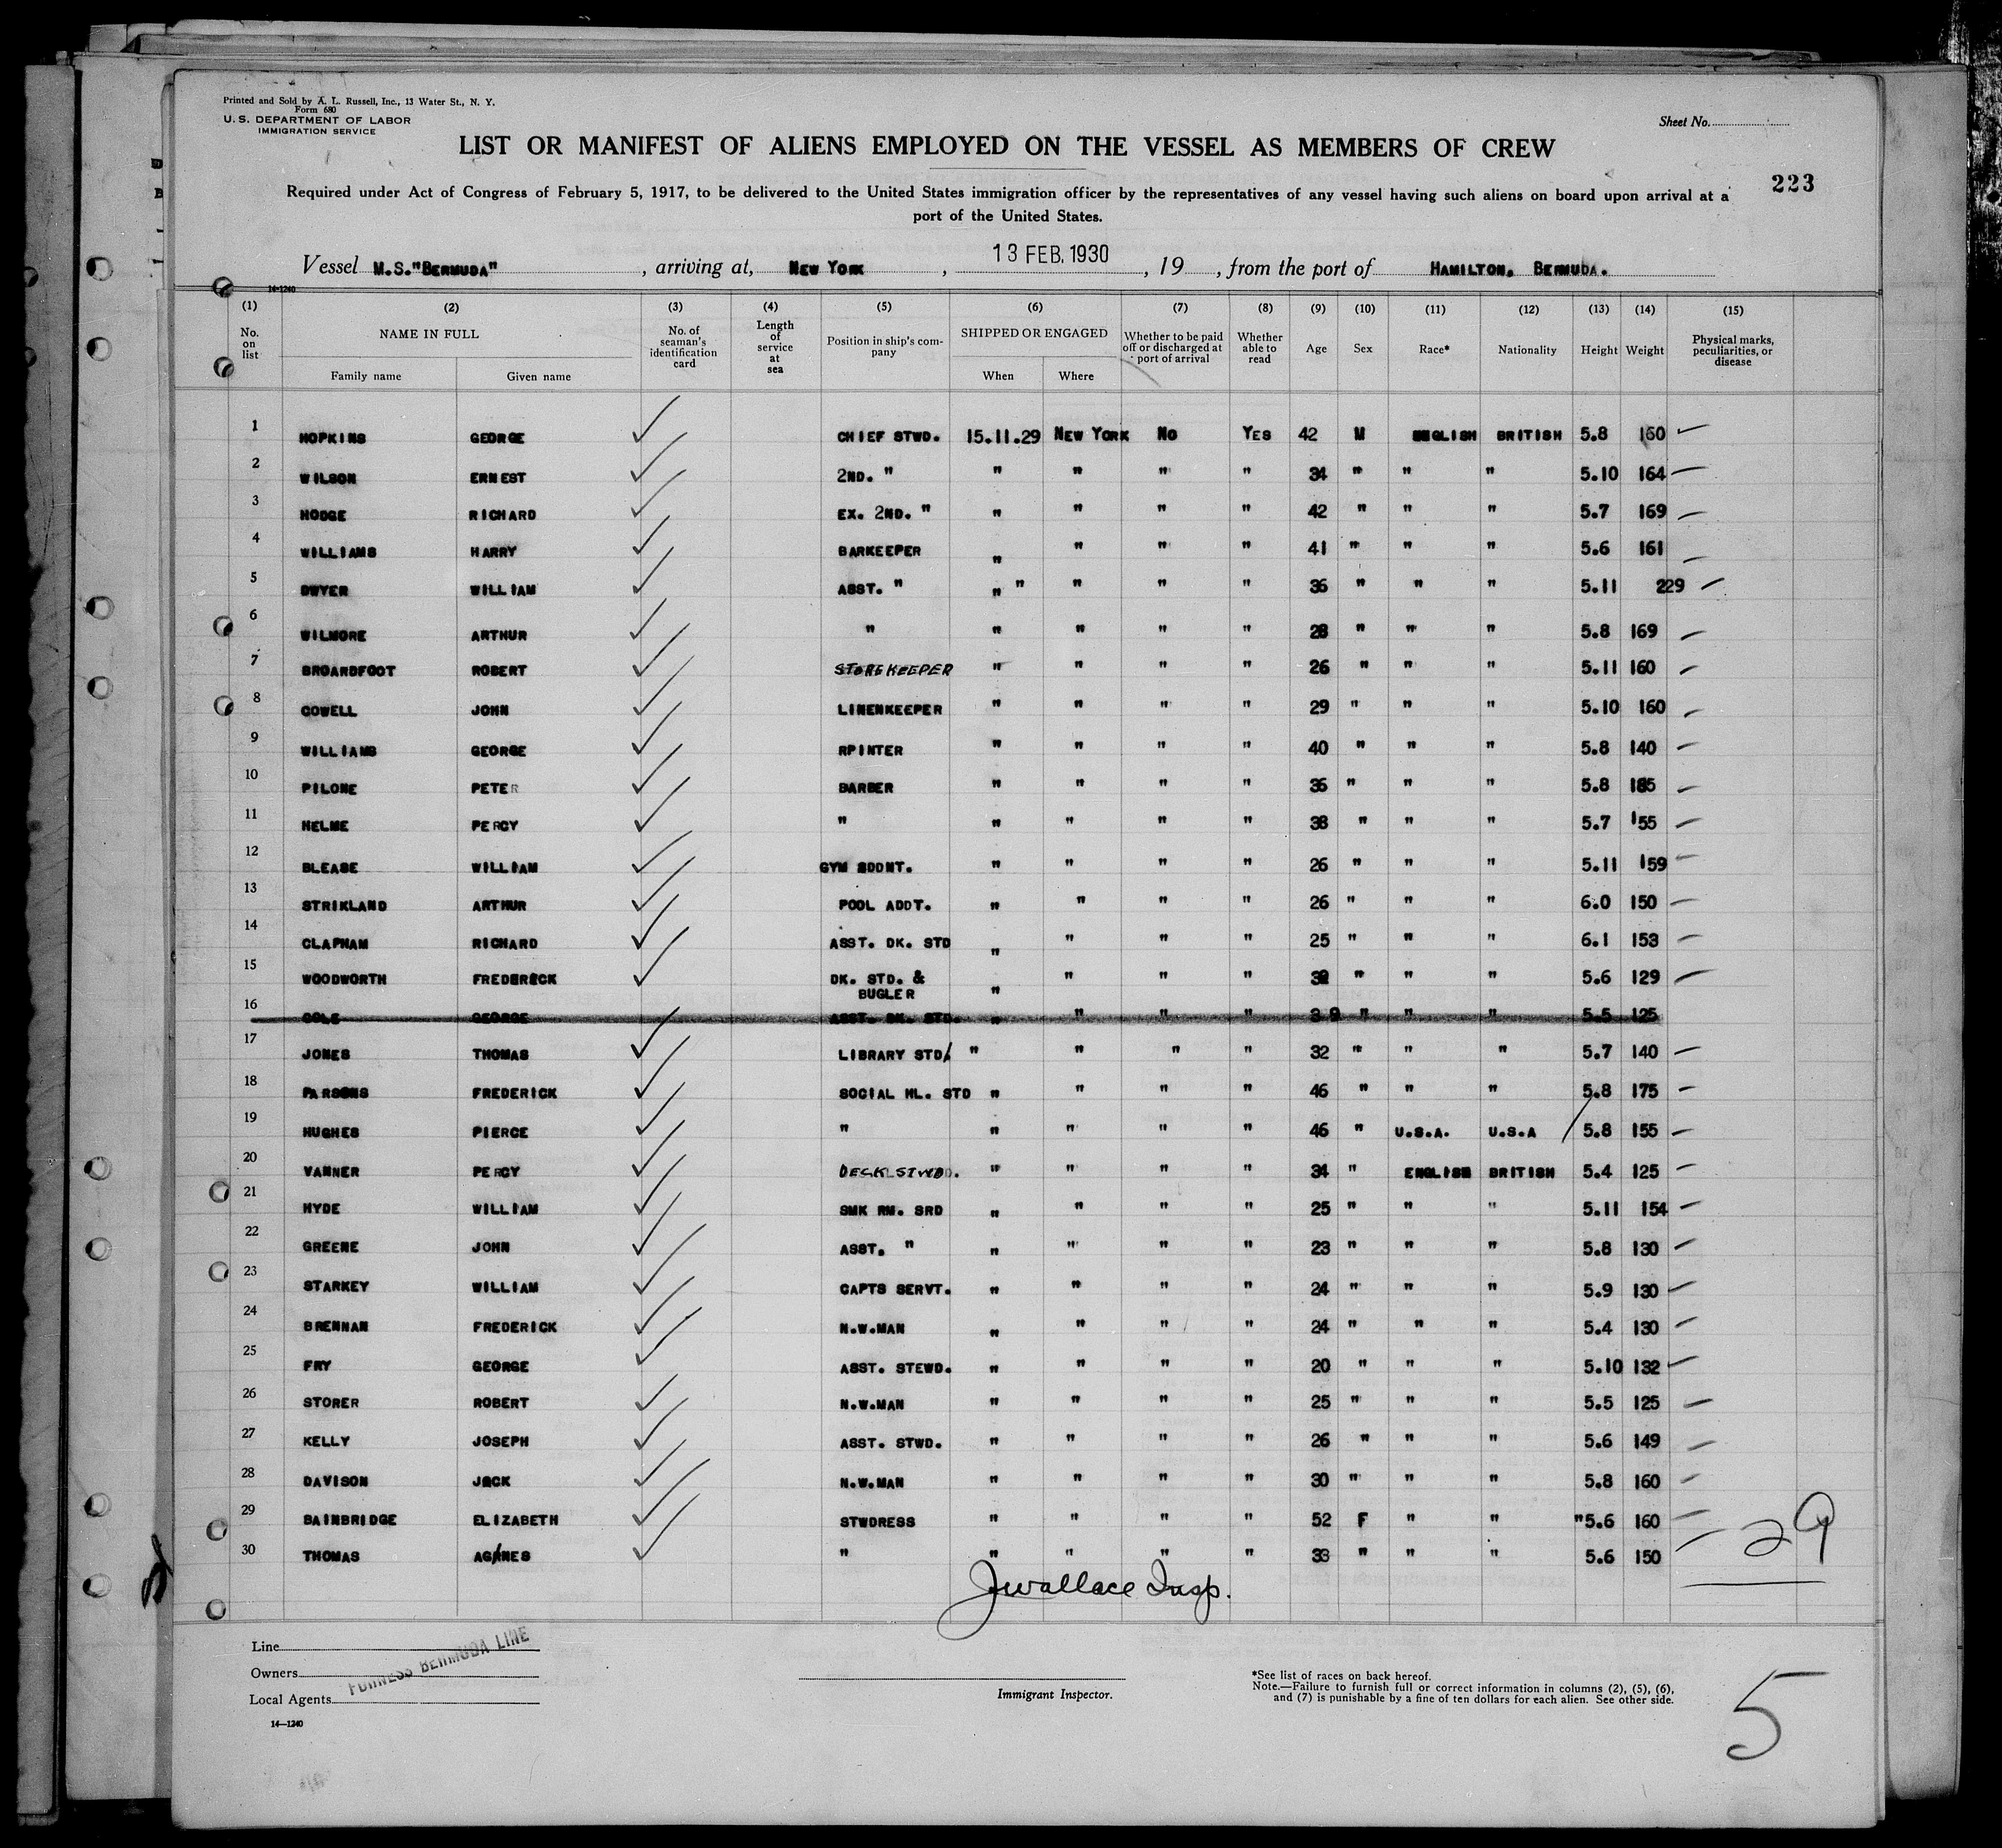 Printed and Sold by A. L. Russell, Inc., 13 Water St., N. Y.
Form 680
U. S. DEPARTMENT OF LABOR
IMMIGRATION SERVICE
Sheet No.
LIST OR MANIFEST OF ALIENS EMPLOYED ON THE VESSEL AS MEMBERS OF CREW
223
Required under Act of Congress of February 5, 1917, to be delivered to the United States immigration officer by the representatives of any vessel having such aliens on board upon arrival at a
port of the United States.
Vessel M.S."BERMUDA", arriving at, NEW YORK, 13 FEB. 1930, 19 , from the port of HAMILTON, BERMUDA.
14-1240
(1) (2) (3) (4) (5) (6) (7) (8) (9) (10) (11) (12) (13) (14) (15)
No. on list NAME IN FULL No. of seaman's identification card Length of service at sea Position in ship's company SHIPPED OR ENGAGED Whether to be paid off or discharged at port of arrival Whether able to read Age Sex Race* Nationality Height Weight Physical marks, peculiarities, or disease
Family name Given name When Where
1 HOPKINS GEORGE CHIEF STWD. 15.11.29 NEW YORK NO YES 42 M ENGLISH BRITISH 5.8 160
2 WILSON ERNEST 2ND. " " " " " 34 " " " 5.10 164
3 HODGE RICHARD EX. 2ND. " " " " " 42 " " " 5.7 169
4 WILLIAMS HARRY BARKEEPER " " " " 41 " " " 5.6 161
5 DWYER WILLIAM ASST. " " " " " " 36 " " " 5.11 229
6 WILMORE ARTHUR " " " " " 28 " " " 5.8 169
7 BROARDFOOT ROBERT STOREKEEPER " " " " 26 " " " 5.11 160
8 COWELL JOHN LINENKEEPER " " " " 29 " " " 5.10 160
9 WILLIAMS GEORGE RPINTER " " " " 40 " " " 5.8 140
10 PILONE PETER BARBER " " " " 36 " " " 5.8
11 HELME PERCY " " " " " 38 " " " 5.7 155
12 BLEASE WILLIAM GYM " " " " 26 " " " 5.11 159
13 STRIKLAND ARTHUR POOL ADDT. " " " " 26 " " " 6.0 150
14 CLAPHAM RICHARD ASST. DK. STD " " " " 25 " " " 6.1 153
15 WOODWORTH FREDERECK DK. STD. & " " " " " " " 5.6 129
BUGLER
16 COLE GEORGE ASST. DK. STD. " " " " 39 " " " 5.5 125
17 JONES THOMAS LIBRARY STD/ " " " " 32 " " " 5.7 140
18 PARSONS FREDERICK SOCIAL HL. STD " " " " 46 " " " 5.8 175
19 HUGHES PIERCE " " " " " 46 " U.S.A. U.S.A 5.8 155
20 VANNER PERCY DECK STWD. " " " " 34 " ENGLISH BRITISH 5.4 125
21 HYDE WILLIAM SMK RM. SRD " " " " 25 " " " 5.11 154
22 GREENE JOHN ASST. " " " " " 23 " " " 5.8 130
23 STARKEY WILLIAM CAPTS SERVT. " " " " 24 " " " 5.9 130
24 BRENNAN FREDERICK N.W.MAN " " " " 24 " " " 5.4 130
25 FRY GEORGE ASST. STEWD. " " " " 20 " " " 5.10 132
26 STORER ROBERT N.W.MAN " " " " 25 " " " 5.5 125
27 KELLY JOSEPH ASST. STWD. " " " " 26 " " " 5.6 149
28 DAVISON JACK N.W.MAN " " " " 30 " " " 5.8 160
29 BAINBRIDGE ELIZABETH STWDRESS " " " " 52 F " " "5.6 160
30 THOMAS AG/NES " " " " " 33 " " " 5.6 150
29
JWallace Insp.
Line
Owners
Local Agents
FURNESS BERMUDA LINE
14—1240
Immigrant Inspector.
*See list of races on back hereof.
Note.—Failure to furnish full or correct information in columns (2), (5), (6),
and (7) is punishable by a fine of ten dollars for each alien. See other side.
5